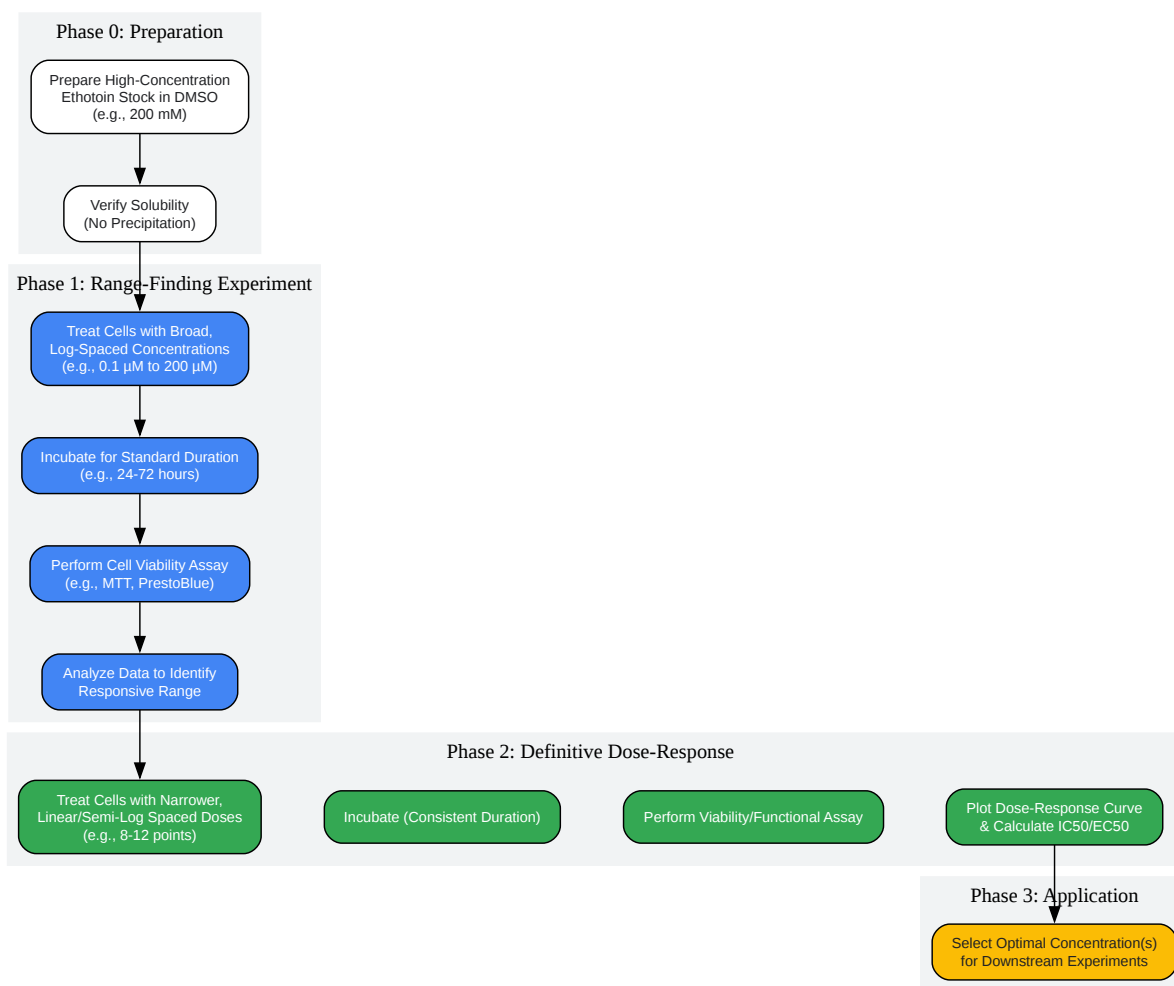 Phase 0: Preparation
Prepare High-Concentration
Ethotoin Stock in DMSO
(e.g., 200 mM)
Verify Solubility
(No Precipitation)
Phase 1: Range-Finding Experiment
Treat Cells with Broad,
Log-Spaced Concentrations
(e.g., 0.1 µM to 200 µM)
Incubate for Standard Duration
(e.g., 24-72 hours)
Perform Cell Viability Assay
(e.g., MTT, PrestoBlue)
Analyze Data to Identify
Responsive Range
Phase 2: Definitive Dose-Response
Treat Cells with Narrower,
Linear/Semi-Log Spaced Doses
(e.g., 8-12 points)
Incubate (Consistent Duration)
Perform Viability/Functional Assay
Plot Dose-Response Curve
& Calculate IC50/EC50
Phase 3: Application
Select Optimal Concentration(s)
for Downstream Experiments